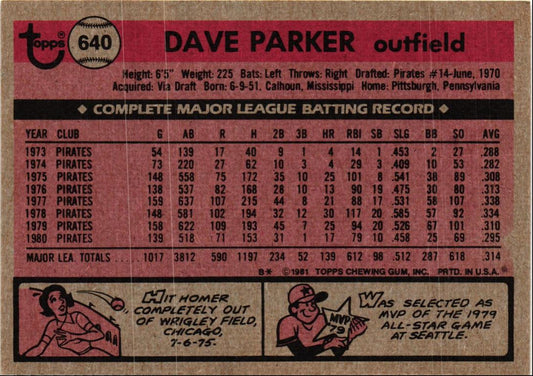 topps 640 DAVE PARKER outfield
Height: 6'5" Weight: 225 Bats: Left Throws: Right Drafted: Pirates #14-June, 1970
Acquired: Via Draft Born: 6-9-51, Calhoun, Mississippi Home: Pittsburgh, Pennsylvania
◆ COMPLETE MAJOR LEAGUE BATTING RECORD ◆
YEAR CLUB G AB R H 2B 3B HR RBI SB SLG BB SO AVG
1973 PIRATES 54 139 17 40 9 1 4 14 1 .453 2 27 .288
1974 PIRATES 73 220 27 62 10 3 4 29 3 .409 10 53 .282
1975 PIRATES 148 558 75 172 35 10 25 101 8 .541 38 89 .308
1976 PIRATES 138 537 82 168 28 10 13 90 19 .475 30 80 .313
1977 PIRATES 159 637 107 215 44 8 21 88 17 .531 58 107 .338
1978 PIRATES 148 581 102 194 32 12 30 117 20 .585 57 92 .334
1979 PIRATES 158 622 109 193 45 7 25 94 20 .526 67 101 .310
1980 PIRATES 139 518 71 153 31 1 17 79 10 .458 25 69 .295
MAJOR LEA. TOTALS 1017 3812 590 1197 234 52 139 612 98 .512 287 618 .314
B* ©1981 TOPPS CHEWING GUM, INC. PRTD. IN U.S.A.
HIT HOMER
COMPLETELY OUT
OF WRIGLEY FIELD,
CHICAGO,
7-6-75.
MVP
79
WAS SELECTED AS
MVP OF THE 1979
ALL-STAR GAME
AT SEATTLE.